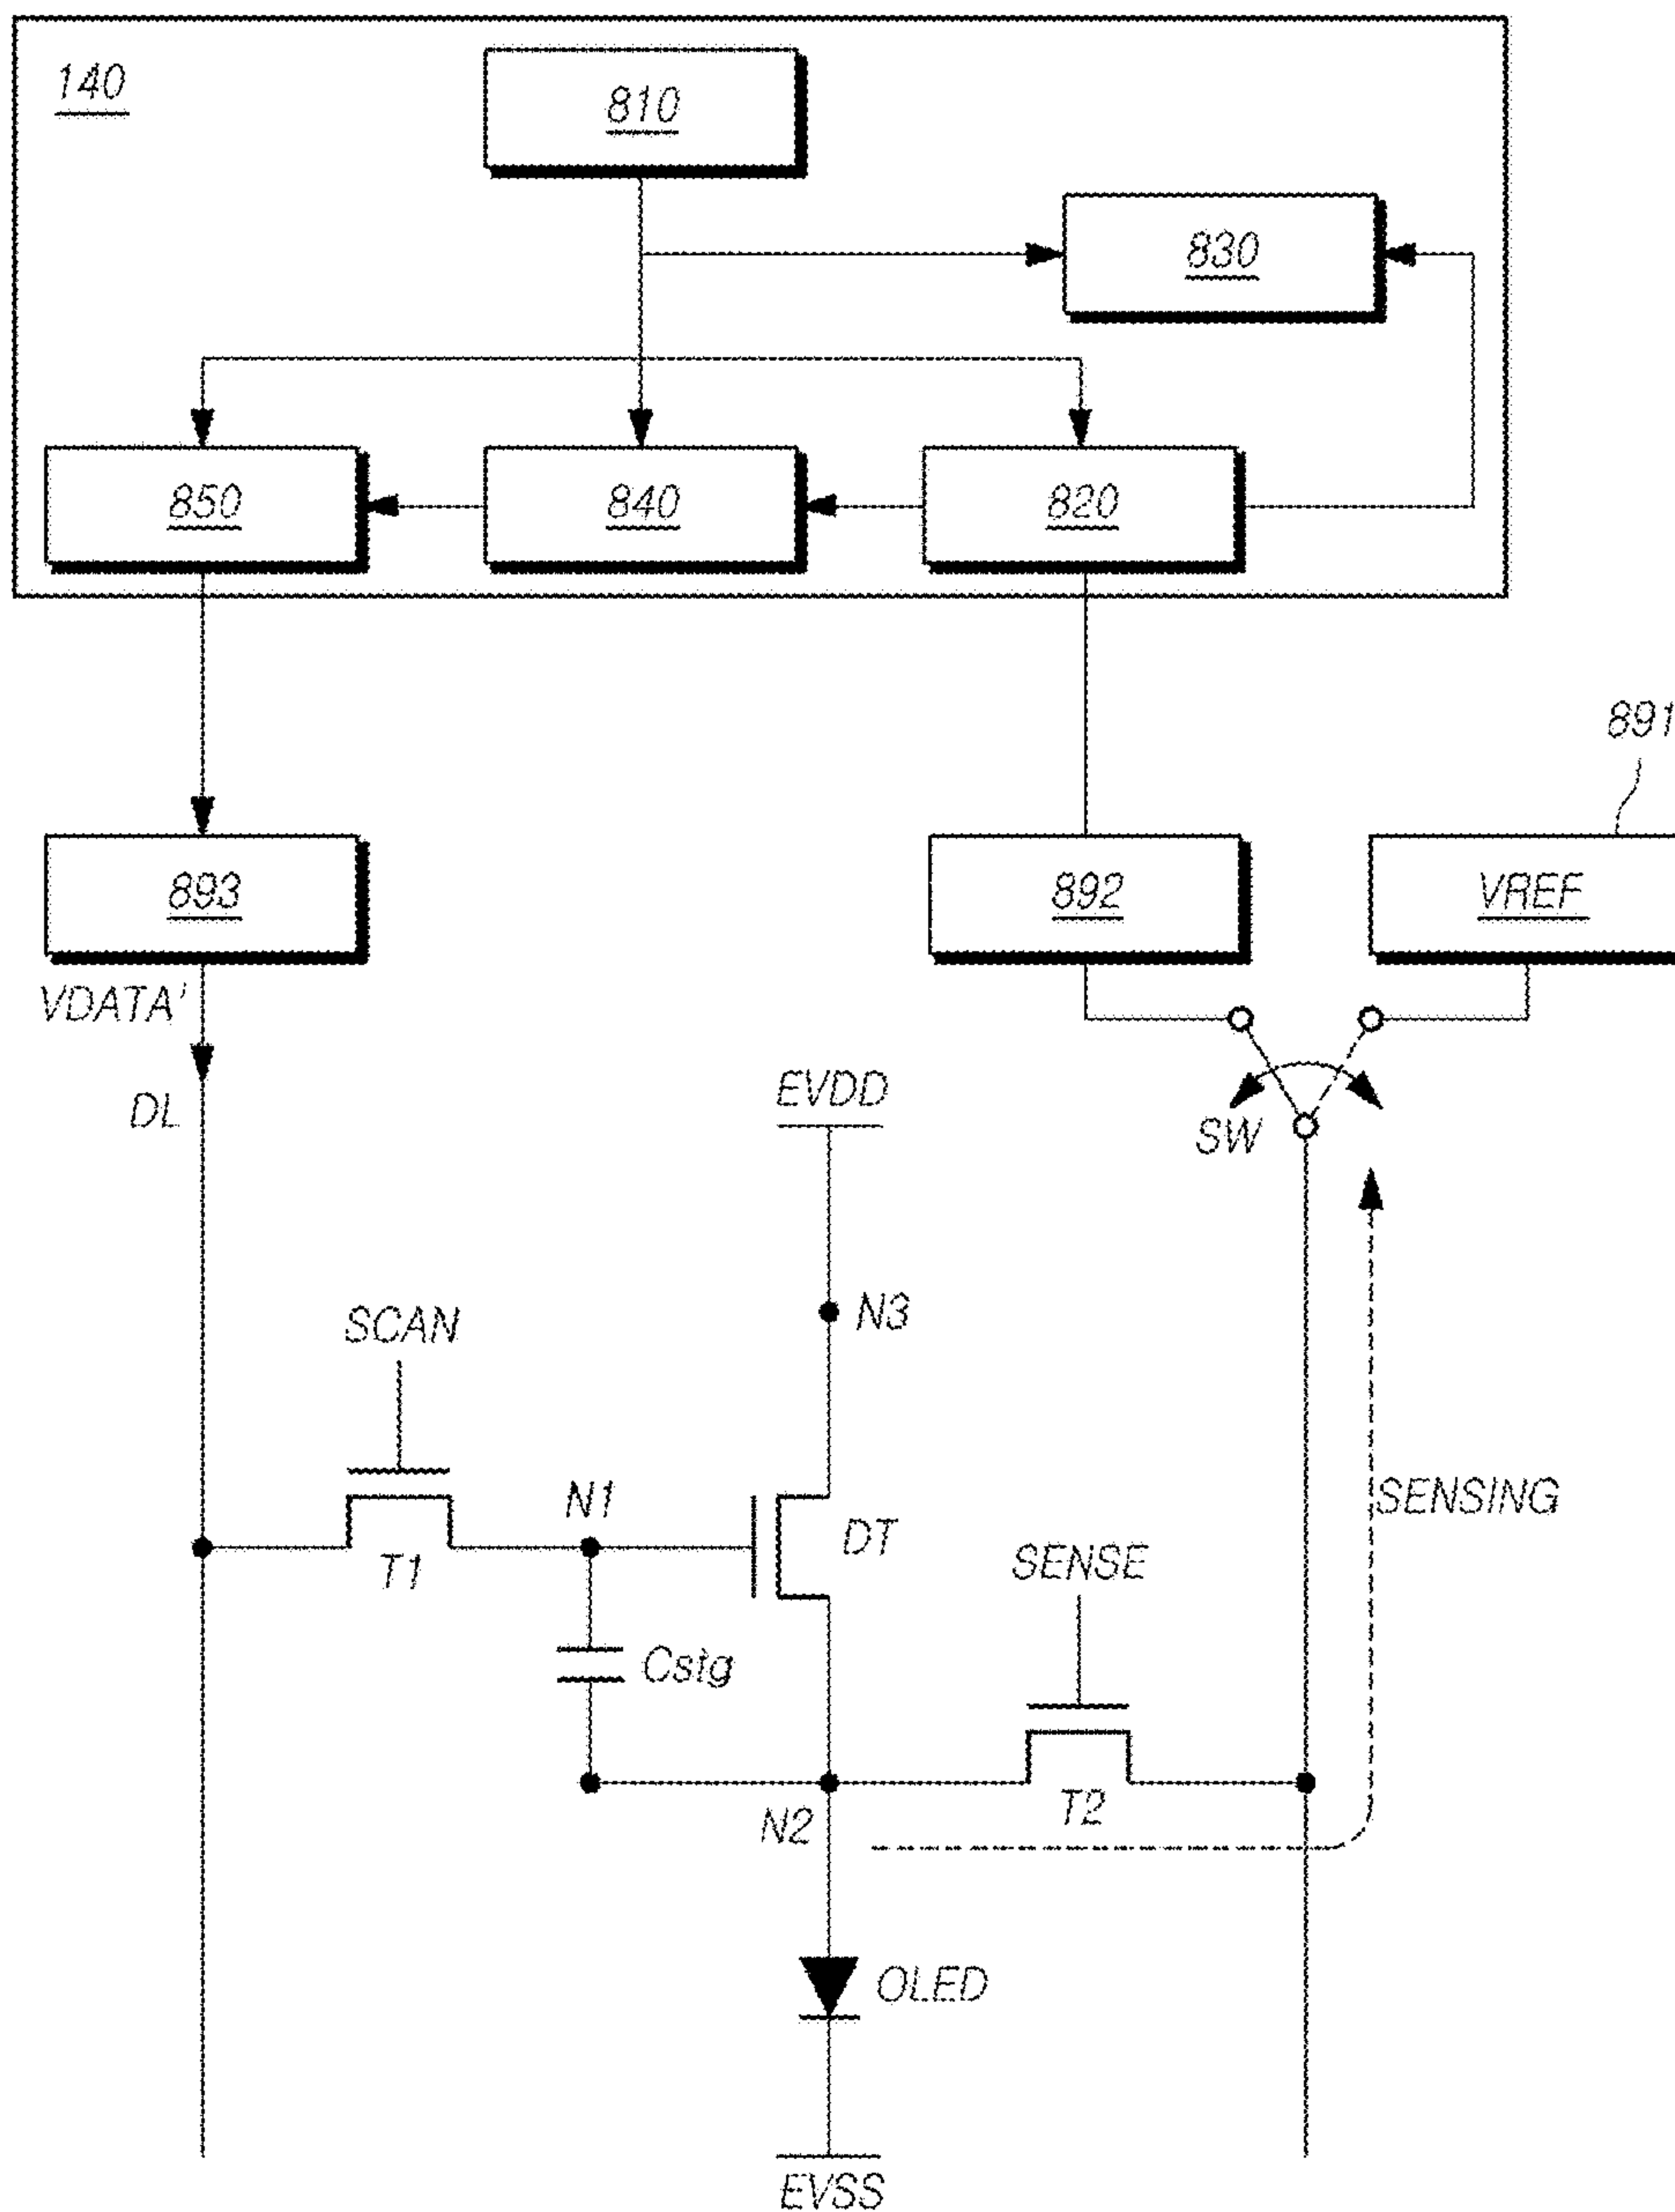 140
810
830
850
840
820
891
893
892
VREF
VDATA'
DL
EVDD
SW
N3
SCAN
N1
DT
SENSING
T1
SENSE
Cstg
N2
T2
OLED
EVSS